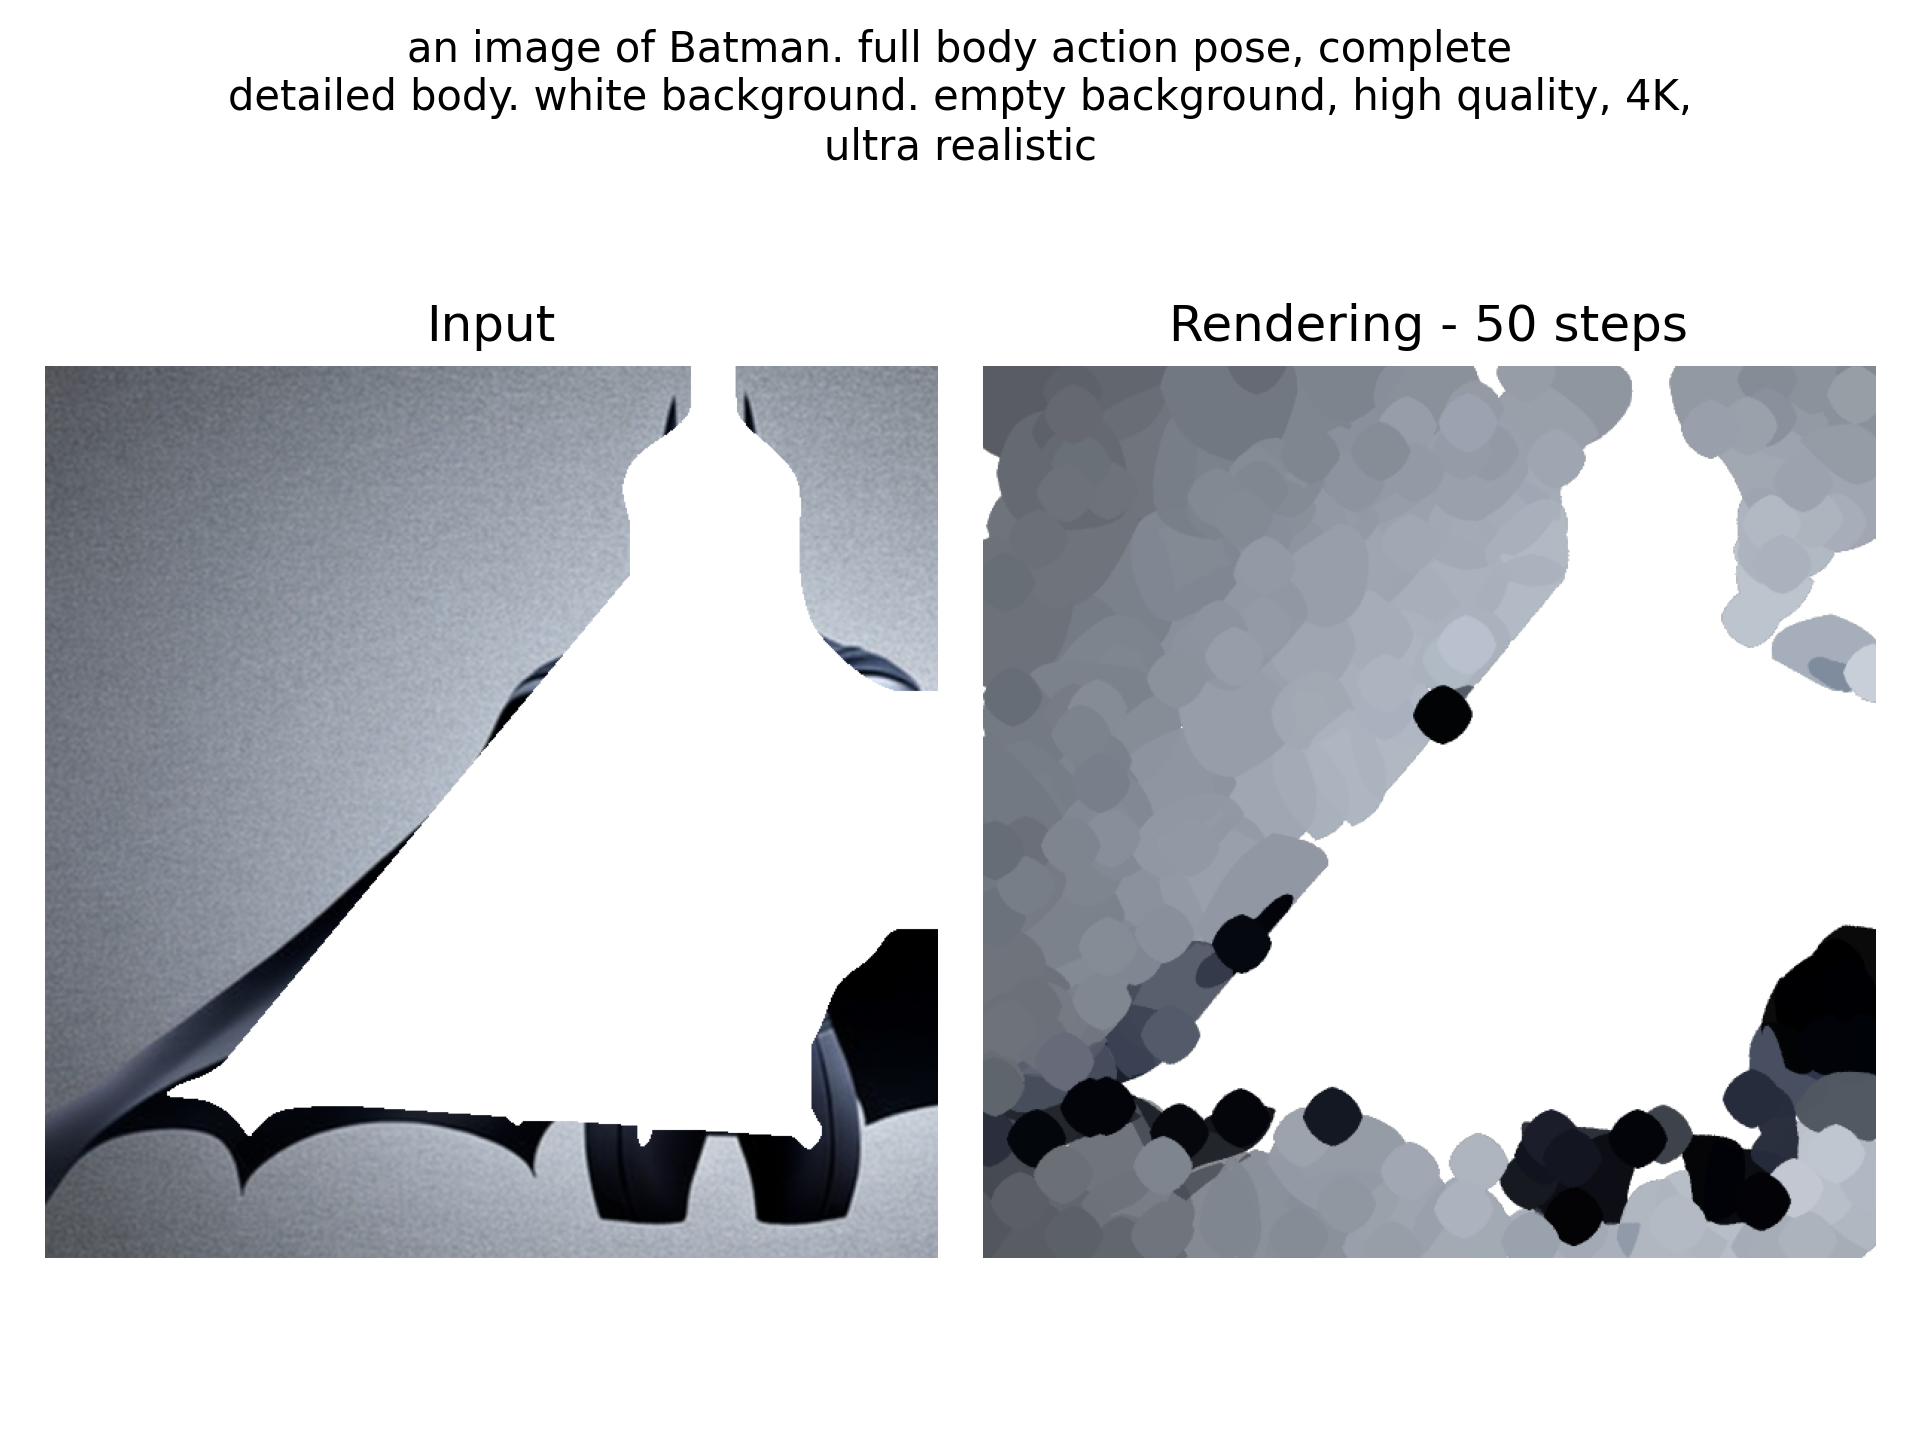 an image of Batman. full body action pose, complete
detailed body. white background. empty background, high quality, 4K,
ultra realistic
Input
Rendering - 50 steps